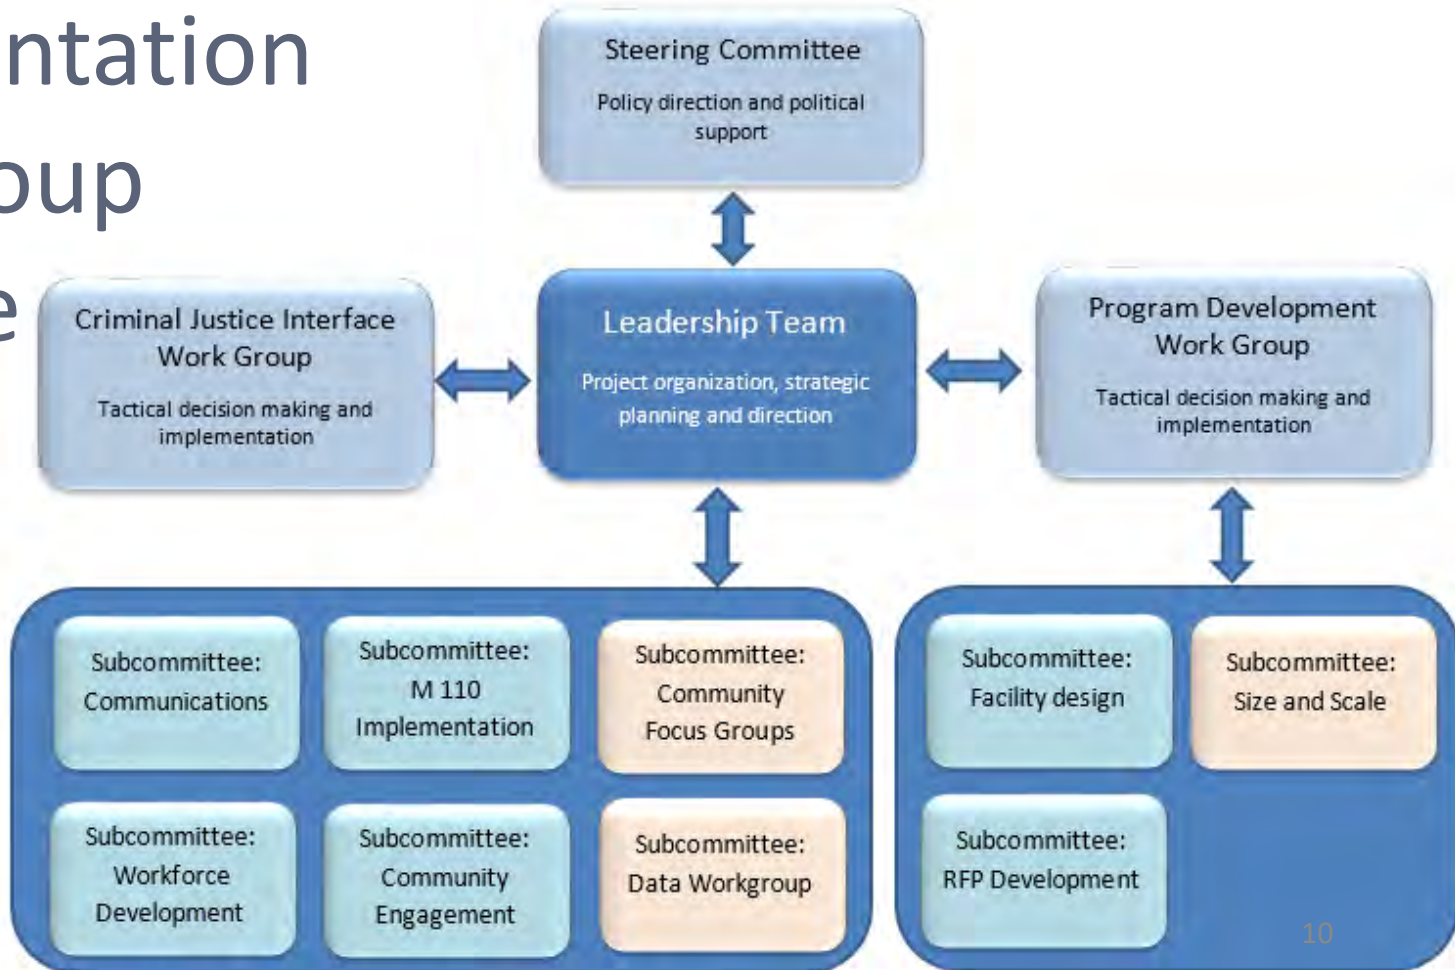 ntation
oup
e
Steering Committee
Policy direction and political
support
Criminal Justice Interface
Work Group
Tactical decision making and
implementation
Leadership Team
Project organization, strategic
planning and direction
Program Development
Work Group
Tactical decision making and
implementation
Subcommittee:
Communications
Subcommittee:
M 110
Implementation
Subcommittee:
Community
Focus Groups
Subcommittee:
Workforce
Development
Subcommittee:
Community
Engagement
Subcommittee:
Data Workgroup
Subcommittee:
Facility design
Subcommittee:
Size and Scale
Subcommittee:
RFP Development
10